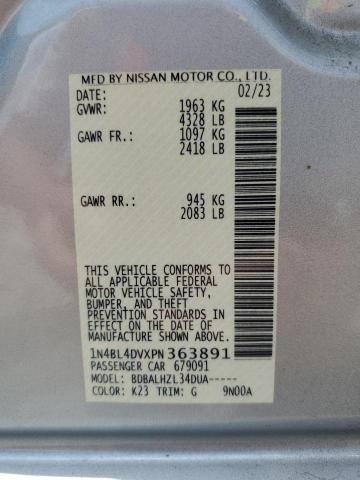 MFD BY NISSAN MOTOR CO., LTD.
DATE: 02/23
GVWR: 1963 KG
4328 LB
GAWR FR.: 1097 KG
2418 LB
GAWR RR.: 945 KG
2083 LB
THIS VEHICLE CONFORMS TO
ALL APPLICABLE FEDERAL
MOTOR VEHICLE SAFETY,
BUMPER, AND THEFT
PREVENTION STANDARDS
IN EFFECT ON THE DATE OF
MANUFACTURE SHOWN ABOVE.
1N4BL4DVXPN363891
PASSENGER CAR 679091
MODEL: BDBALHZL34DUA-----
COLOR: K23 TRIM: G 9N00A